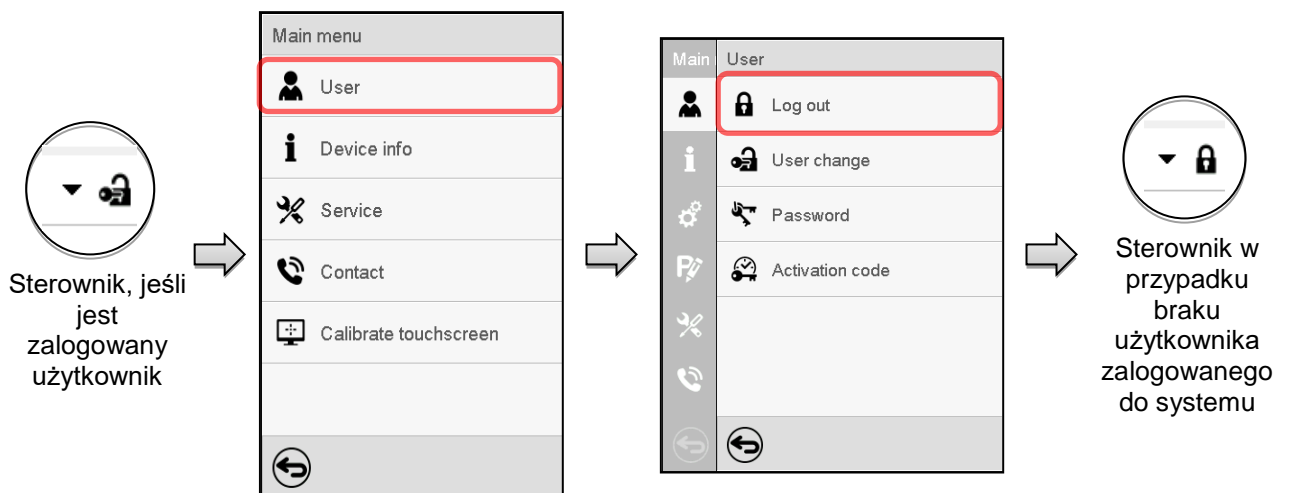 Sterownik, jeśli
jest
zalogowany
użytkownik
Main menu
User
Device info
Service
Contact
Calibrate touchscreen
Main
User
Log out
User change
Password
Activation code
Sterownik w
przypadku
braku
użytkownika
zalogowanego
do systemu